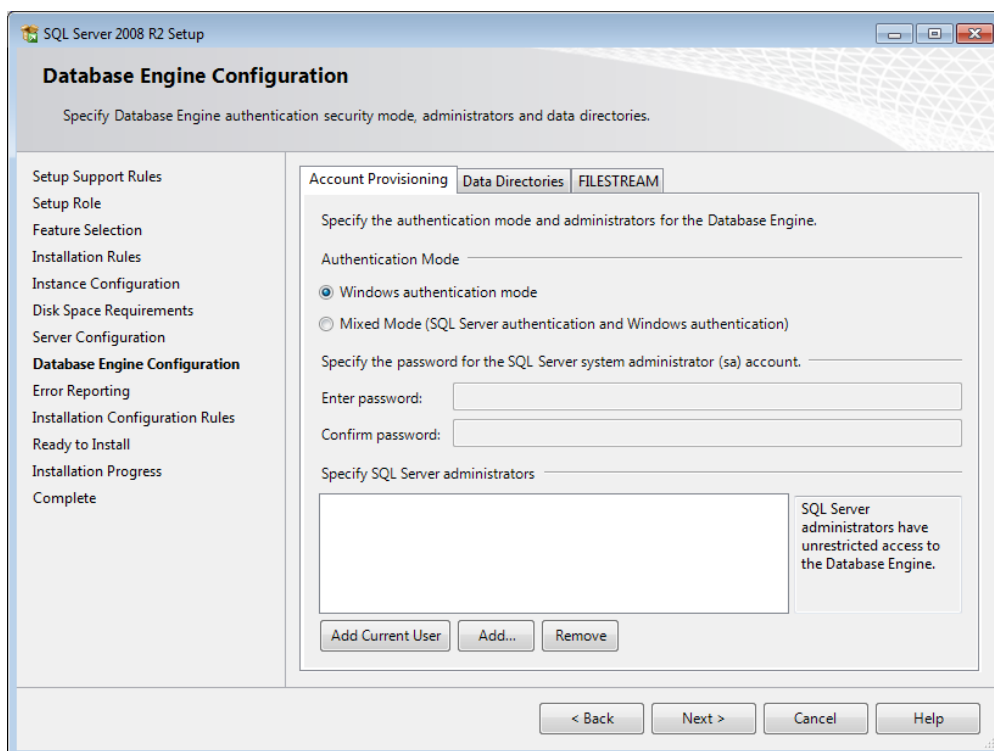 SQL Server 2008 R2 Setup
Database Engine Configuration
Specify Database Engine authentication security mode, administrators and data directories.
Setup Support Rules
Setup Role
Feature Selection
Installation Rules
Instance Configuration
Disk Space Requirements
Server Configuration
Database Engine Configuration
Error Reporting
Installation Configuration Rules
Ready to Install
Installation Progress
Complete
Account Provisioning Data Directories FILESTREAM
Specify the authentication mode and administrators for the Database Engine.
Authentication Mode
Windows authentication mode
Mixed Mode (SQL Server authentication and Windows authentication)
Specify the password for the SQL Server system administrator (sa) account.
Enter password:
Confirm password:
Specify SQL Server administrators
SQL Server
administrators have
unrestricted access to
the Database Engine.
Add Current User Add... Remove
< Back Next > Cancel Help